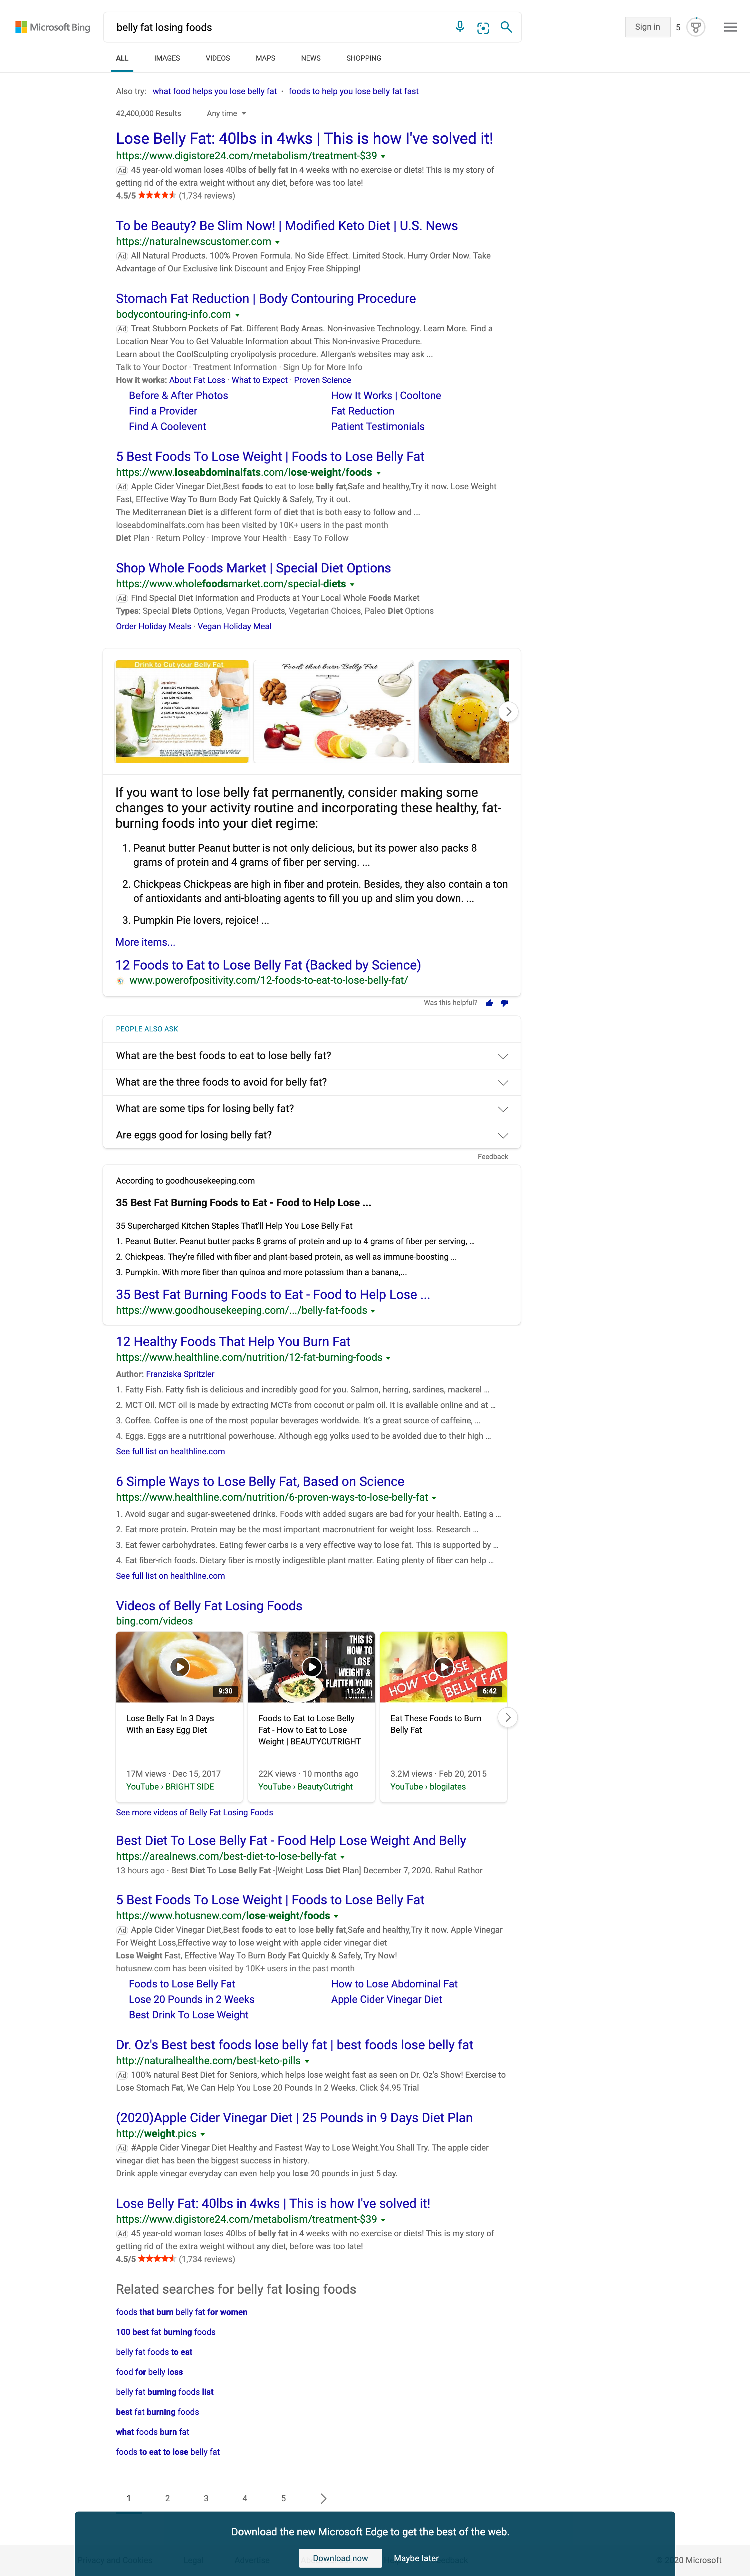 Microsoft Bing
belly fat losing foods
Sign in
5
ALL IMAGES VIDEOS MAPS NEWS SHOPPING
Also try: what food helps you lose belly fat · foods to help you lose belly fat fast
42,400,000 Results Any time
Lose Belly Fat: 40lbs in 4wks | This is how I've solved it!
https://www.digistore24.com/metabolism/treatment-$39
Ad 45 year-old woman loses 40lbs of belly fat in 4 weeks with no exercise or diets! This is my story of
getting rid of the extra weight without any diet, before was too late!
4.5/5 (1,734 reviews)
To be Beauty? Be Slim Now! | Modified Keto Diet | U.S. News
https://naturalnewscustomer.com
Ad All Natural Products. 100% Proven Formula. No Side Effect. Limited Stock. Hurry Order Now. Take
Advantage of Our Exclusive link Discount and Enjoy Free Shipping!
Stomach Fat Reduction | Body Contouring Procedure
bodycontouring-info.com
Ad Treat Stubborn Pockets of Fat. Different Body Areas. Non-invasive Technology. Learn More. Find a
Location Near You to Get Valuable Information about This Non-invasive Procedure.
Learn about the CoolSculpting cryolipolysis procedure. Allergan's websites may ask ...
Talk to Your Doctor · Treatment Information · Sign Up for More Info
How it works: About Fat Loss · What to Expect · Proven Science
Before & After Photos
How It Works | Cooltone
Find a Provider
Fat Reduction
Find A Coolevent
Patient Testimonials
5 Best Foods To Lose Weight | Foods to Lose Belly Fat
https://www.loseabdominalfats.com/lose-weight/foods
Ad Apple Cider Vinegar Diet,Best foods to eat to lose belly fat,Safe and healthy,Try it now. Lose Weight
Fast, Effective Way To Burn Body Fat Quickly & Safely, Try it out.
The Mediterranean Diet is a different form of diet that is both easy to follow and ...
loseabdominalfats.com has been visited by 10K+ users in the past month
Diet Plan · Return Policy · Improve Your Health · Easy To Follow
Shop Whole Foods Market | Special Diet Options
https://www.wholefoodsmarket.com/special-diets
Ad Find Special Diet Information and Products at Your Local Whole Foods Market
Types: Special Diets Options, Vegan Products, Vegetarian Choices, Paleo Diet Options
Order Holiday Meals · Vegan Holiday Meal
Drink to Cut your Belly Fat
Foods that burn Belly Fat
If you want to lose belly fat permanently, consider making some
changes to your activity routine and incorporating these healthy, fat-
burning foods into your diet regime:
1. Peanut butter Peanut butter is not only delicious, but its power also packs 8
grams of protein and 4 grams of fiber per serving. ...
2. Chickpeas Chickpeas are high in fiber and protein. Besides, they also contain a ton
of antioxidants and anti-bloating agents to fill you up and slim you down. ...
3. Pumpkin Pie lovers, rejoice! ...
More items...
12 Foods to Eat to Lose Belly Fat (Backed by Science)
www.powerofpositivity.com/12-foods-to-eat-to-lose-belly-fat/
Was this helpful?
PEOPLE ALSO ASK
What are the best foods to eat to lose belly fat?
What are the three foods to avoid for belly fat?
What are some tips for losing belly fat?
Are eggs good for losing belly fat?
Feedback
According to goodhousekeeping.com
35 Best Fat Burning Foods to Eat - Food to Help Lose ...
35 Supercharged Kitchen Staples That'll Help You Lose Belly Fat
1. Peanut Butter. Peanut butter packs 8 grams of protein and up to 4 grams of fiber per serving, ...
2. Chickpeas. They're filled with fiber and plant-based protein, as well as immune-boosting ...
3. Pumpkin. With more fiber than quinoa and more potassium than a banana,...
35 Best Fat Burning Foods to Eat - Food to Help Lose ...
https://www.goodhousekeeping.com/.../belly-fat-foods
12 Healthy Foods That Help You Burn Fat
https://www.healthline.com/nutrition/12-fat-burning-foods
Author: Franziska Spritzler
1. Fatty Fish. Fatty fish is delicious and incredibly good for you. Salmon, herring, sardines, mackerel ...
2. MCT Oil. MCT oil is made by extracting MCTs from coconut or palm oil. It is available online and at ...
3. Coffee. Coffee is one of the most popular beverages worldwide. It's a great source of caffeine, ...
4. Eggs. Eggs are a nutritional powerhouse. Although egg yolks used to be avoided due to their high ...
See full list on healthline.com
6 Simple Ways to Lose Belly Fat, Based on Science
https://www.healthline.com/nutrition/6-proven-ways-to-lose-belly-fat
1. Avoid sugar and sugar-sweetened drinks. Foods with added sugars are bad for your health. Eating a ...
2. Eat more protein. Protein may be the most important macronutrient for weight loss. Research ...
3. Eat fewer carbohydrates. Eating fewer carbs is a very effective way to lose fat. This is supported by ...
4. Eat fiber-rich foods. Dietary fiber is mostly indigestible plant matter. Eating plenty of fiber can help ...
See full list on healthline.com
Videos of Belly Fat Losing Foods
bing.com/videos
9:30
THIS IS HOW TO LOSE WEIGHT & FLATTEN YOUR
11:26
HOW TO LOSE BELLY FAT
6:42
Lose Belly Fat In 3 Days
With an Easy Egg Diet
17M views · Dec 15, 2017
YouTube › BRIGHT SIDE
Foods to Eat to Lose Belly
Fat - How to Eat to Lose
Weight | BEAUTYCUTRIGHT
22K views · 10 months ago
YouTube › BeautyCutright
Eat These Foods to Burn
Belly Fat
3.2M views · Feb 20, 2015
YouTube › blogilates
See more videos of Belly Fat Losing Foods
Best Diet To Lose Belly Fat - Food Help Lose Weight And Belly
https://arealnews.com/best-diet-to-lose-belly-fat
13 hours ago · Best Diet To Lose Belly Fat -[Weight Loss Diet Plan] December 7, 2020. Rahul Rathor
5 Best Foods To Lose Weight | Foods to Lose Belly Fat
https://www.hotusnew.com/lose-weight/foods
Ad Apple Cider Vinegar Diet,Best foods to eat to lose belly fat,Safe and healthy,Try it now. Apple Vinegar
For Weight Loss,Effective way to lose weight with apple cider vinegar diet
Lose Weight Fast, Effective Way To Burn Body Fat Quickly & Safely, Try Now!
hotusnew.com has been visited by 10K+ users in the past month
Foods to Lose Belly Fat
How to Lose Abdominal Fat
Lose 20 Pounds in 2 Weeks
Apple Cider Vinegar Diet
Best Drink To Lose Weight
Dr. Oz's Best best foods lose belly fat | best foods lose belly fat
http://naturalhealthe.com/best-keto-pills
Ad 100% natural Best Diet for Seniors, which helps lose weight fast as seen on Dr. Oz's Show! Exercise to
Lose Stomach Fat, We Can Help You Lose 20 Pounds In 2 Weeks. Click $4.95 Trial
(2020)Apple Cider Vinegar Diet | 25 Pounds in 9 Days Diet Plan
http://weight.pics
Ad #Apple Cider Vinegar Diet Healthy and Fastest Way to Lose Weight.You Shall Try. The apple cider
vinegar diet has been the biggest success in history.
Drink apple vinegar everyday can even help you lose 20 pounds in just 5 day.
Lose Belly Fat: 40lbs in 4wks | This is how I've solved it!
https://www.digistore24.com/metabolism/treatment-$39
Ad 45 year-old woman loses 40lbs of belly fat in 4 weeks with no exercise or diets! This is my story of
getting rid of the extra weight without any diet, before was too late!
4.5/5 (1,734 reviews)
Related searches for belly fat losing foods
foods that burn belly fat for women
100 best fat burning foods
belly fat foods to eat
food for belly loss
belly fat burning foods list
best fat burning foods
what foods burn fat
foods to eat to lose belly fat
1 2 3 4 5
Download the new Microsoft Edge to get the best of the web.
Download now Maybe later
20 Microsoft